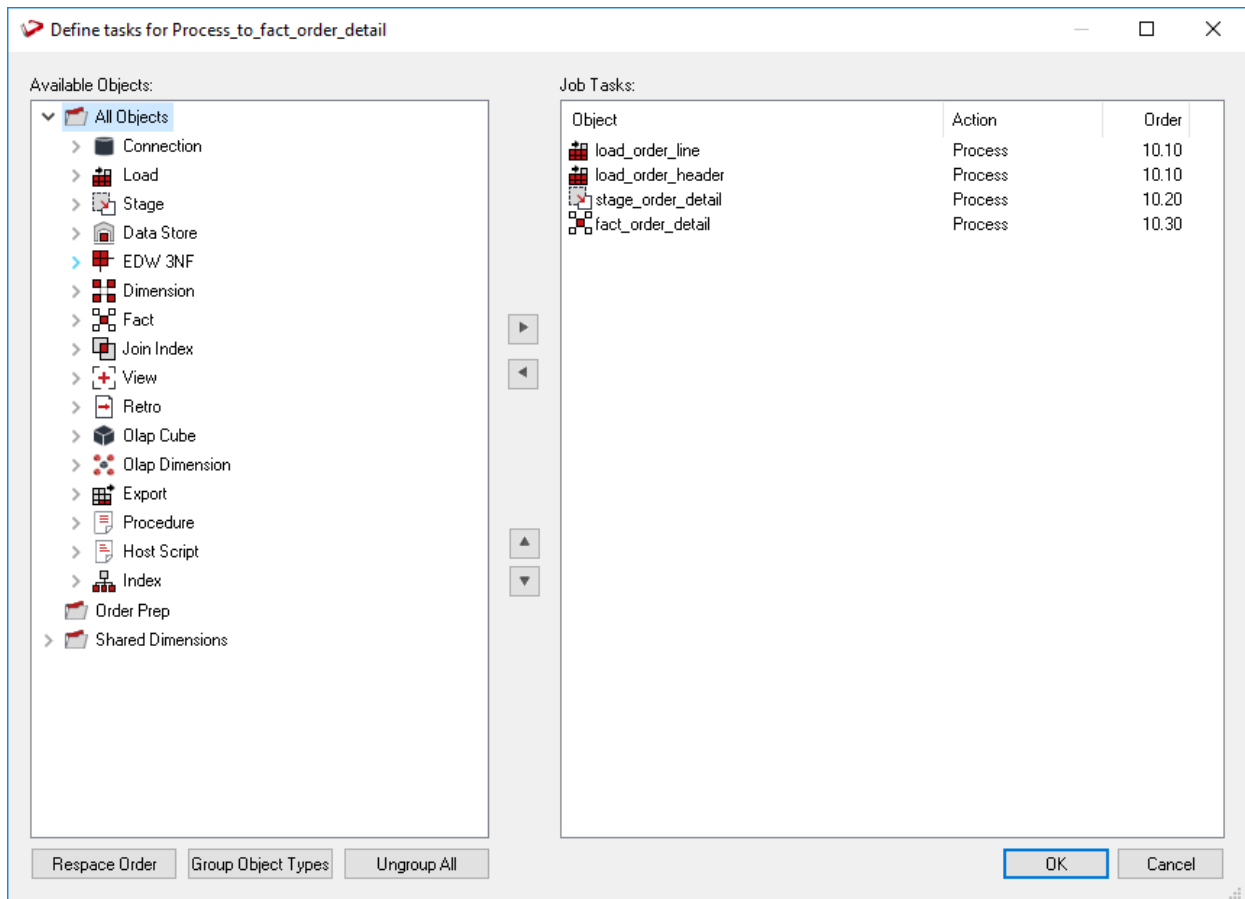 Define tasks for Process_to_fact_order_detail
Available Objects:
All Objects
Connection
Load
Stage
Data Store
EDW 3NF
Dimension
Fact
Join Index
View
Retro
Olap Cube
Olap Dimension
Export
Procedure
Host Script
Index
Order Prep
Shared Dimensions
Job Tasks:
Object Action Order
load_order_line Process 10.10
load_order_header Process 10.10
stage_order_detail Process 10.20
fact_order_detail Process 10.30
Respace Order Group Object Types Ungroup All OK Cancel